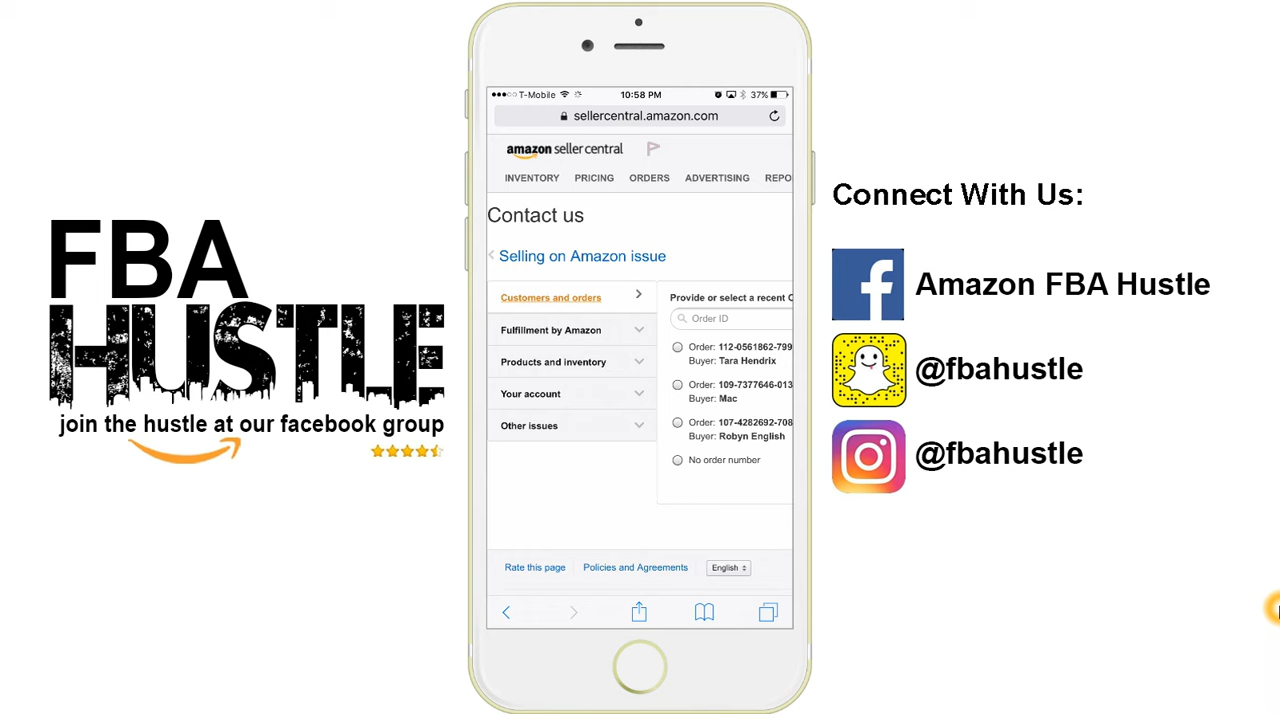 FBA
HUSTLE
join the hustle at our facebook group
T-Mobile 10:58 PM 37%
sellercentral.amazon.com
amazon seller central
INVENTORY PRICING ORDERS ADVERTISING REPO
Contact us
Selling on Amazon issue
Customers and orders
Fulfillment by Amazon
Products and inventory
Your account
Other issues
Provide or select a recent
Order ID
Order: 112-0561862-799
Buyer: Tara Hendrix
Order: 109-7377646-013
Buyer: Mac
Order: 107-4282692-708
Buyer: Robyn English
No order number
Rate this page Policies and Agreements English
Connect With Us:
Amazon FBA Hustle
@fbahustle
@fbahustle